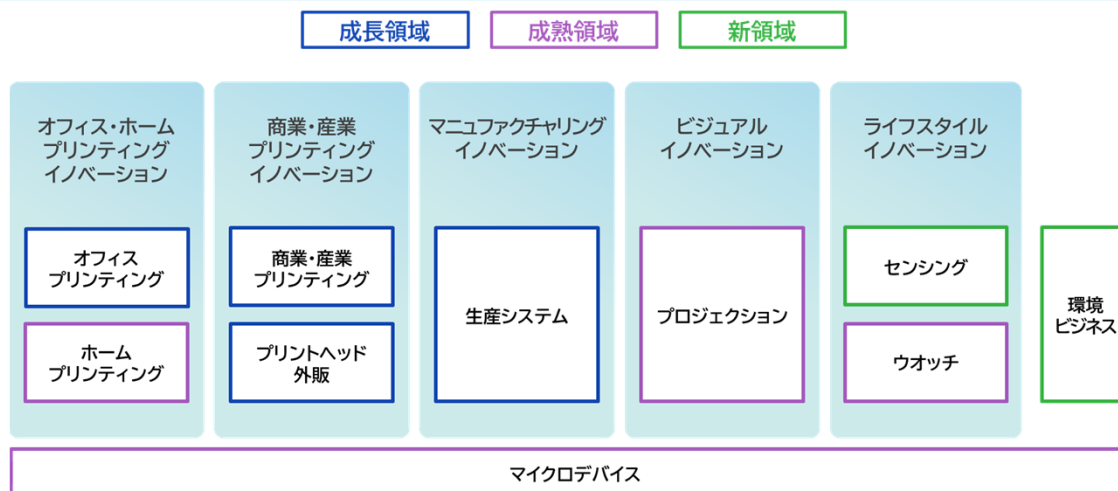 成長領域
成熟領域
新領域
オフィス・ホーム
プリンティング
イノベーション
商業・産業
プリンティング
イノベーション
マニュファクチャリング
イノベーション
ビジュアル
イノベーション
ライフスタイル
イノベーション
オフィス
プリンティング
ホーム
プリンティング
商業・産業
プリンティング
プリントヘッド
外販
生産システム
プロジェクション
センシング
ウオッチ
環境
ビジネス
マイクロデバイス